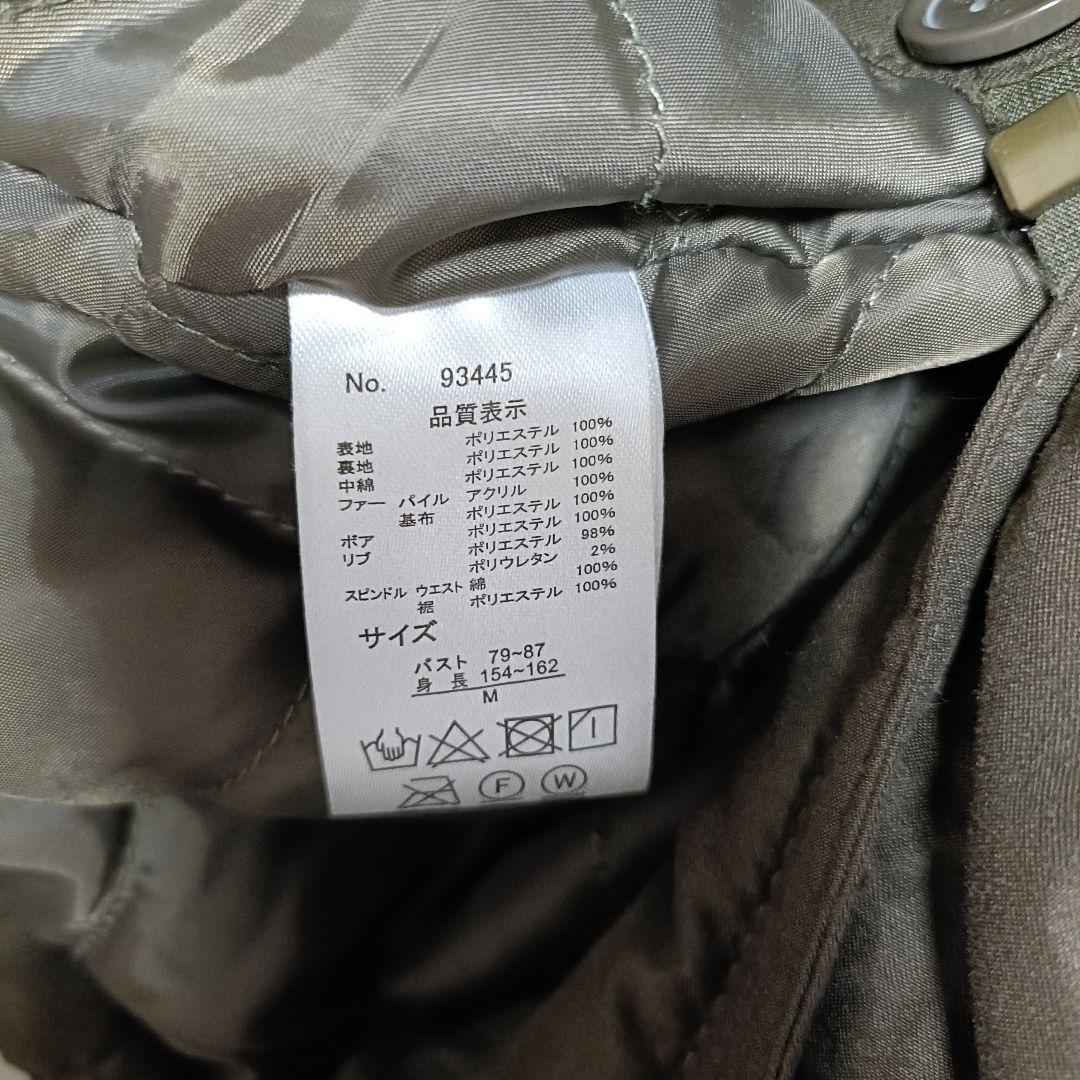 No. 93445
品質表示
表地 ポリエステル 100%
裏地 ポリエステル 100%
中綿 ポリエステル 100%
ファー パイル アクリル 100%
基布 ポリエステル 100%
ボア ポリエステル 100%
リブ ポリエステル 98%
ポリウレタン 2%
スピンドル ウエスト 綿 100%
裾 ポリエステル 100%
サイズ
バスト 79~87
身長 154~162
M
F W